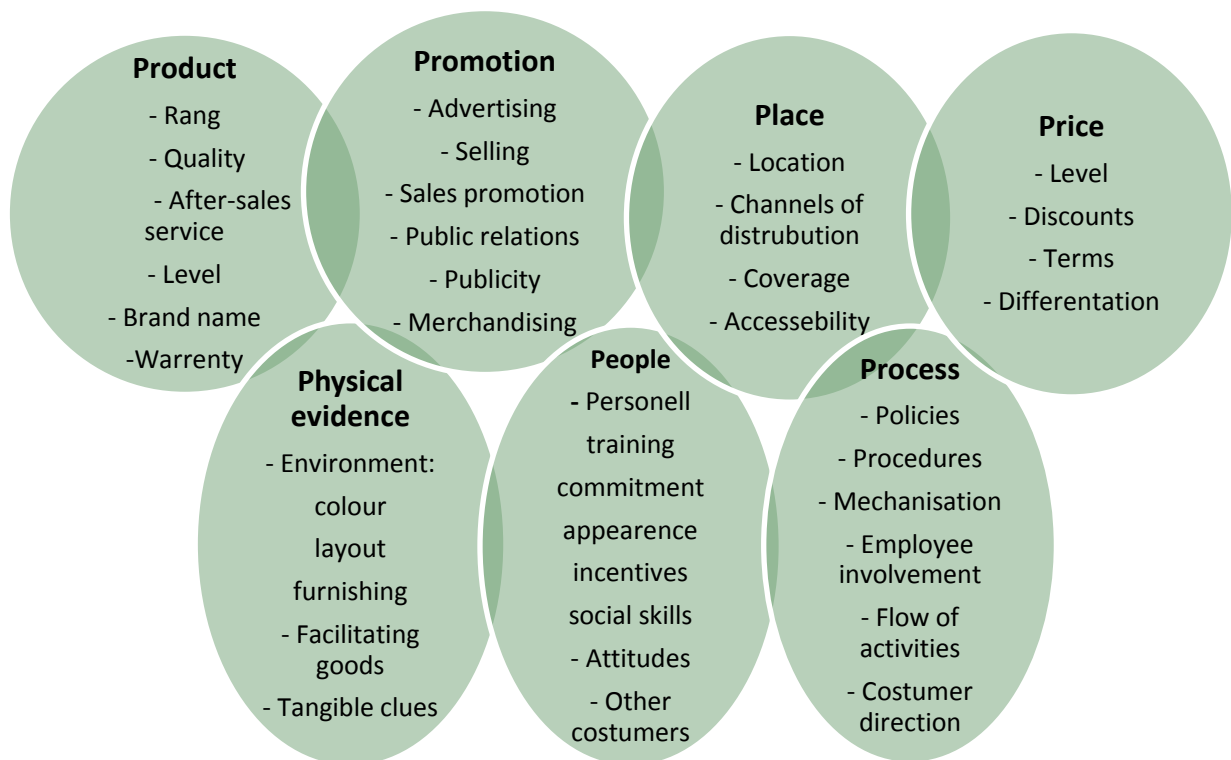 Product
- Rang
- Quality
- After-sales
service
- Level
- Brand name
-Warrenty
Promotion
- Advertising
- Selling
- Sales promotion
- Public relations
- Publicity
- Merchandising
Place
- Location
- Channels of
distrubution
- Coverage
- Accessebility
Price
- Level
- Discounts
- Terms
- Differentation
Physical
evidence
- Environment:
colour
layout
furnishing
- Facilitating
goods
- Tangible clues
People
- Personell
training
commitment
appearence
incentives
social skills
- Attitudes
- Other
costumers
Process
- Policies
- Procedures
- Mechanisation
- Employee
involvement
- Flow of
activities
- Costumer
direction